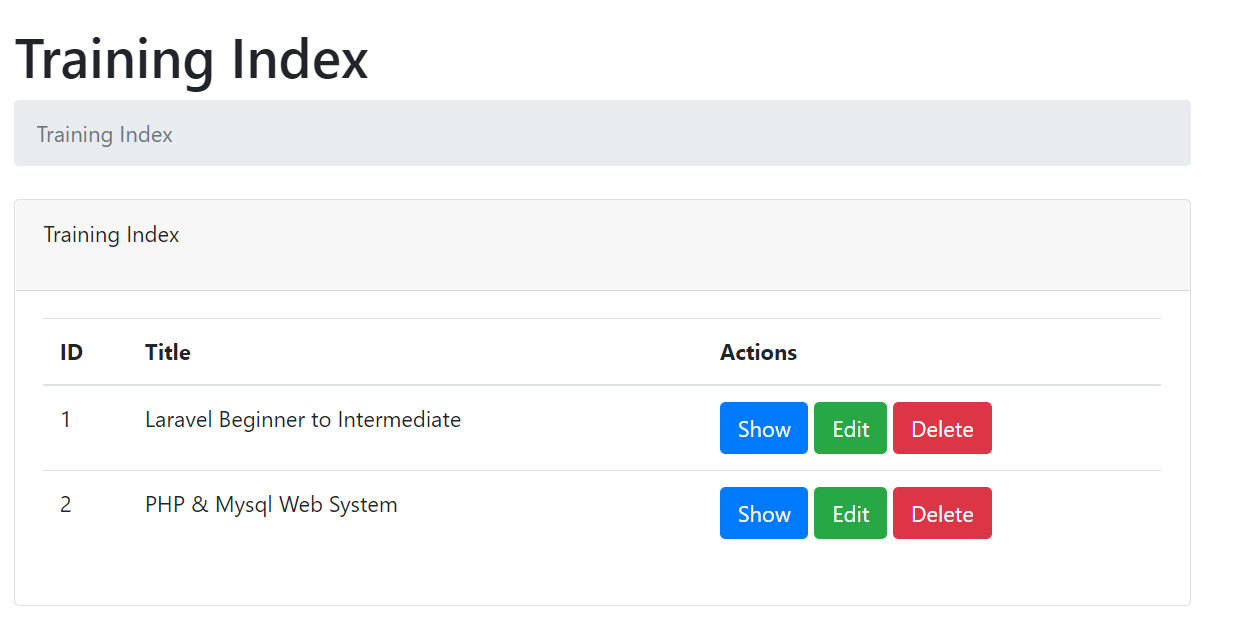 Training Index
Training Index
Training Index
ID Title Actions
1 Laravel Beginner to Intermediate Show Edit Delete
2 PHP & Mysql Web System Show Edit Delete